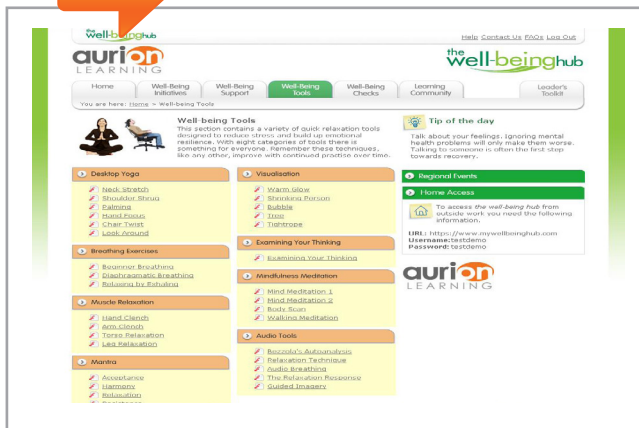 the
well-beinghub
Help Contact Us FAQs Log Out
aurion
LEARNING
the
well-beinghub
Home
Well-Being
Initiatives
Well-Being
Support
Well-Being
Tools
Well-Being
Checks
Learning
Community
Leader's
Toolkit
You are here: Home > Well-being Tools
Well-being Tools
This section contains a variety of quick relaxation tools
designed to reduce stress and build up emotional
resilience. With eight categories of tools there is
something for everyone. Remember these techniques,
like any other, improve with continued practise over time.
Desktop Yoga
Neck Stretch
Shoulder Shrug
Palming
Hand Focus
Chair Twist
Look Around
Breathing Exercises
Beginner Breathing
Diaphragmatic Breathing
Relaxing by Exhaling
Muscle Relaxation
Hand Clench
Arm Clench
Torso Relaxation
Leg Relaxation
Mantra
Acceptance
Harmony
Relaxation
Visualisation
Warm Glow
Shrinking Person
Bubble
Tree
Tightrope
Examining Your Thinking
Examining Your Thinking
Mindfulness Meditation
Mind Meditation 1
Mind Meditation 2
Body Scan
Walking Meditation
Audio Tools
Bozzola's Autoanalysis
Relaxation Technique
Audio Breathing
The Relaxation Response
Guided Imagery
Tip of the day
Talk about your feelings. Ignoring mental
health problems will only make them worse.
Talking to someone is often the first step
towards recovery.
Regional Events
Home Access
To access the well-being hub from
outside work you need the following
information.
URL: https://www.mywellbeinghub.com
Username: testdemo
Password: testdemo
aurion
LEARNING